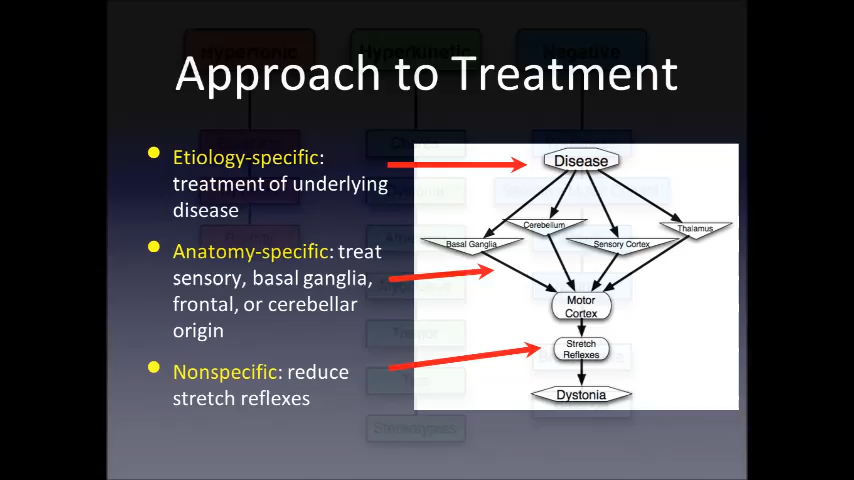 Hypertonic Hyperkinetic Negative
Approach to Treatment
Etiology-specific:
treatment of underlying
disease
Anatomy-specific: treat
sensory, basal ganglia,
frontal, or cerebellar
origin
Nonspecific: reduce
stretch reflexes
Disease
Cerebellum
Thalamus
Basal Ganglia
Sensory Cortex
Motor
Cortex
Stretch
Reflexes
Dystonia
Tremor
Stereotypies